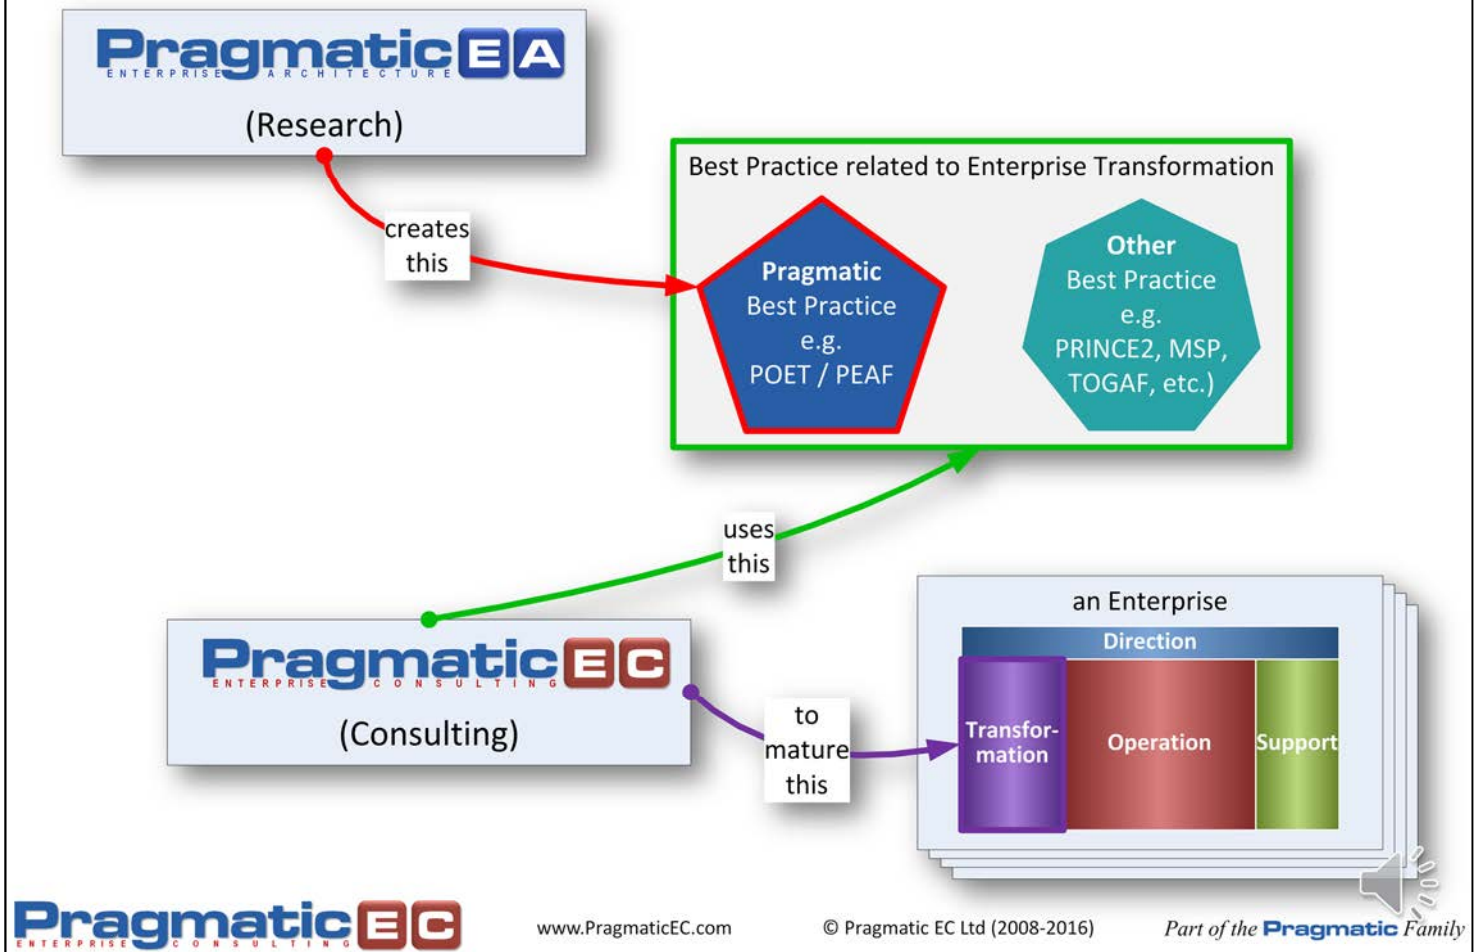 Pragmatic EA
ENTERPRISE ARCHITECTURE
(Research)
creates
this
Best Practice related to Enterprise Transformation
Pragmatic
Best Practice
e.g.
POET / PEAF
Other
Best Practice
e.g.
PRINCE2, MSP,
TOGAF, etc.)
uses
this
Pragmatic EC
ENTERPRISE CONSULTING
(Consulting)
to
mature
this
an Enterprise
Direction
Transfor-
mation
Operation
Support
Pragmatic EC
ENTERPRISE CONSULTING
www.PragmaticEC.com
© Pragmatic EC Ltd (2008-2016)
Part of the Pragmatic Family